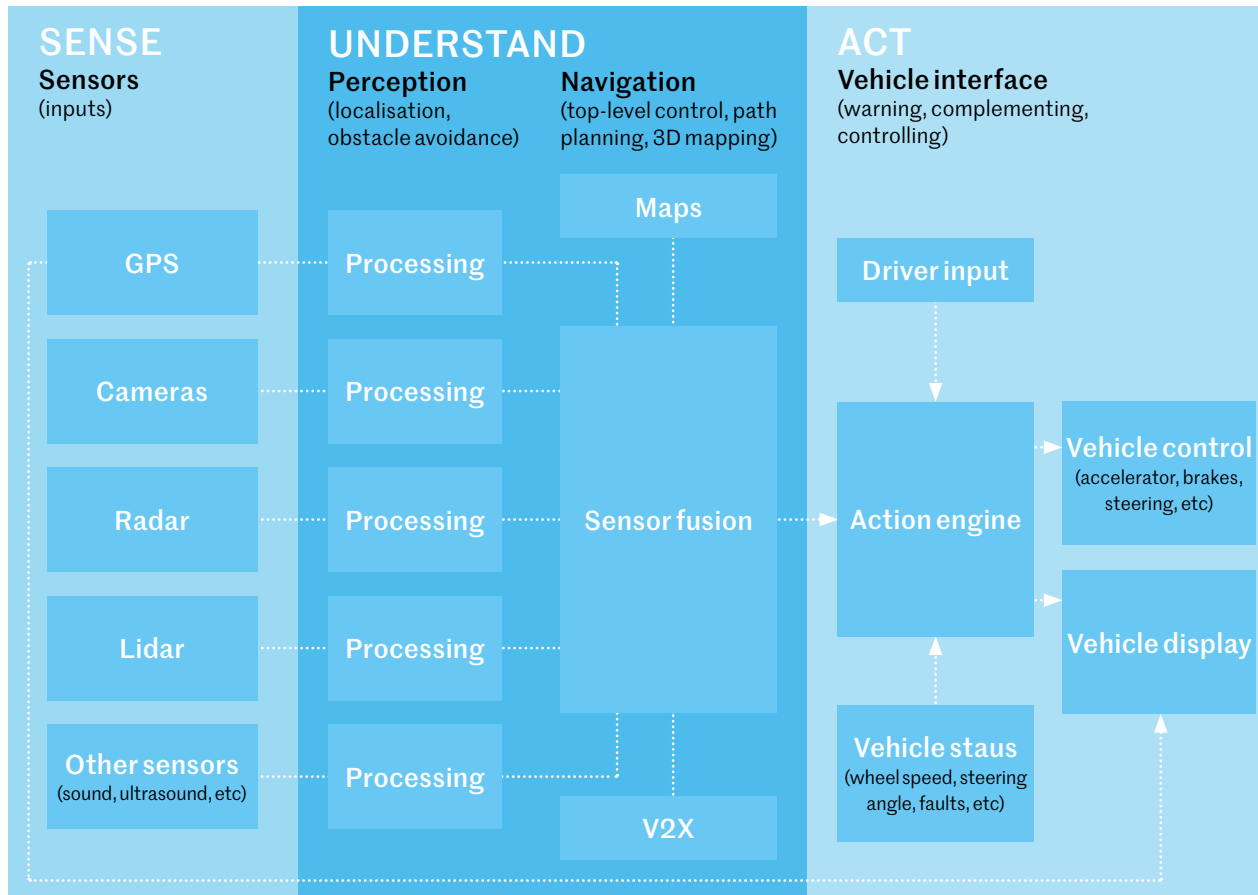 SENSE
Sensors
(inputs)
UNDERSTAND
Perception
(localisation,
obstacle avoidance)
Navigation
(top-level control, path
planning, 3D mapping)
ACT
Vehicle interface
(warning, complementing,
controlling)
GPS
Cameras
Radar
Lidar
Other sensors
(sound, ultrasound, etc)
Processing
Processing
Processing
Processing
Processing
Maps
Sensor fusion
V2X
Driver input
Action engine
Vehicle staus
(wheel speed, steering
angle, faults, etc)
Vehicle control
(accelerator, brakes,
steering, etc)
Vehicle display